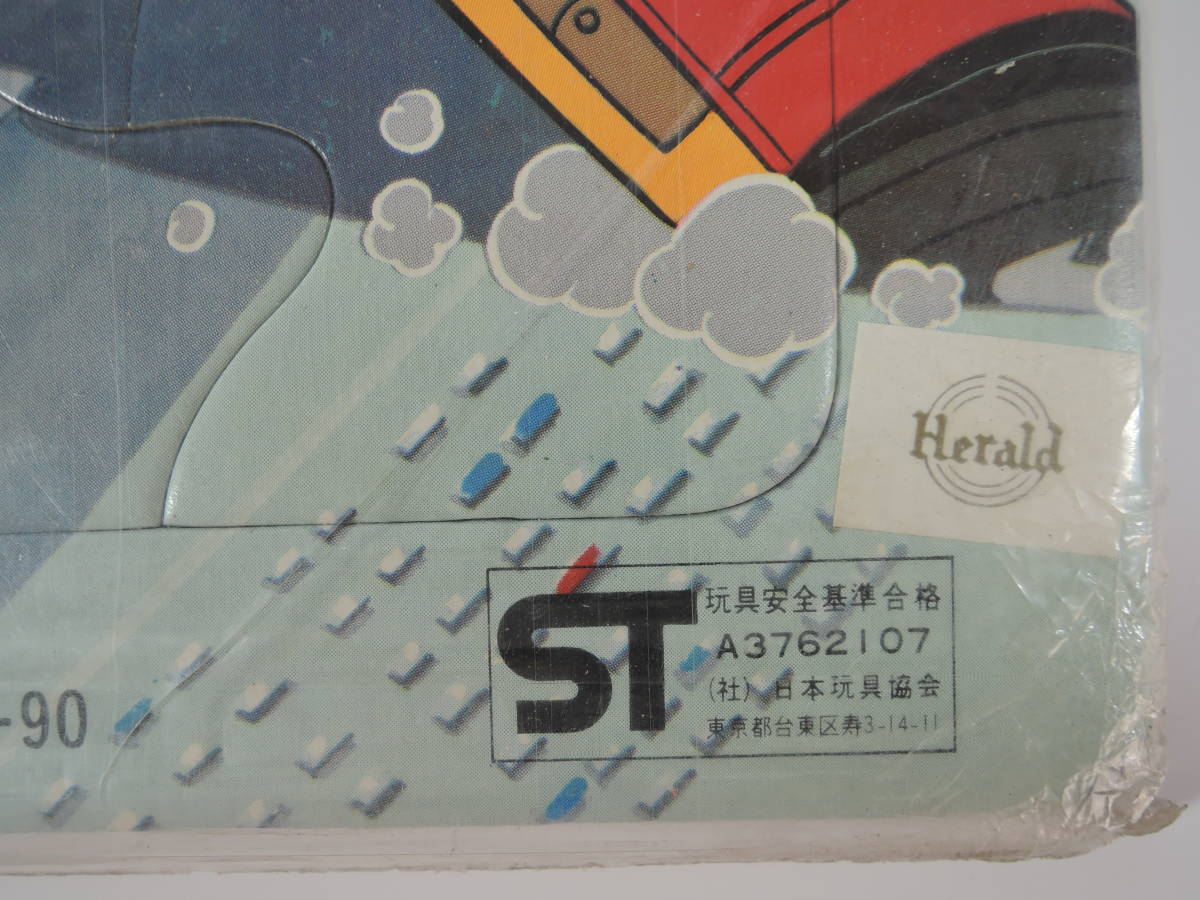 Herald
ST
玩具安全基準合格
A3762107
(社) 日本玩具協会
東京都台東区寿3-14-11
-90